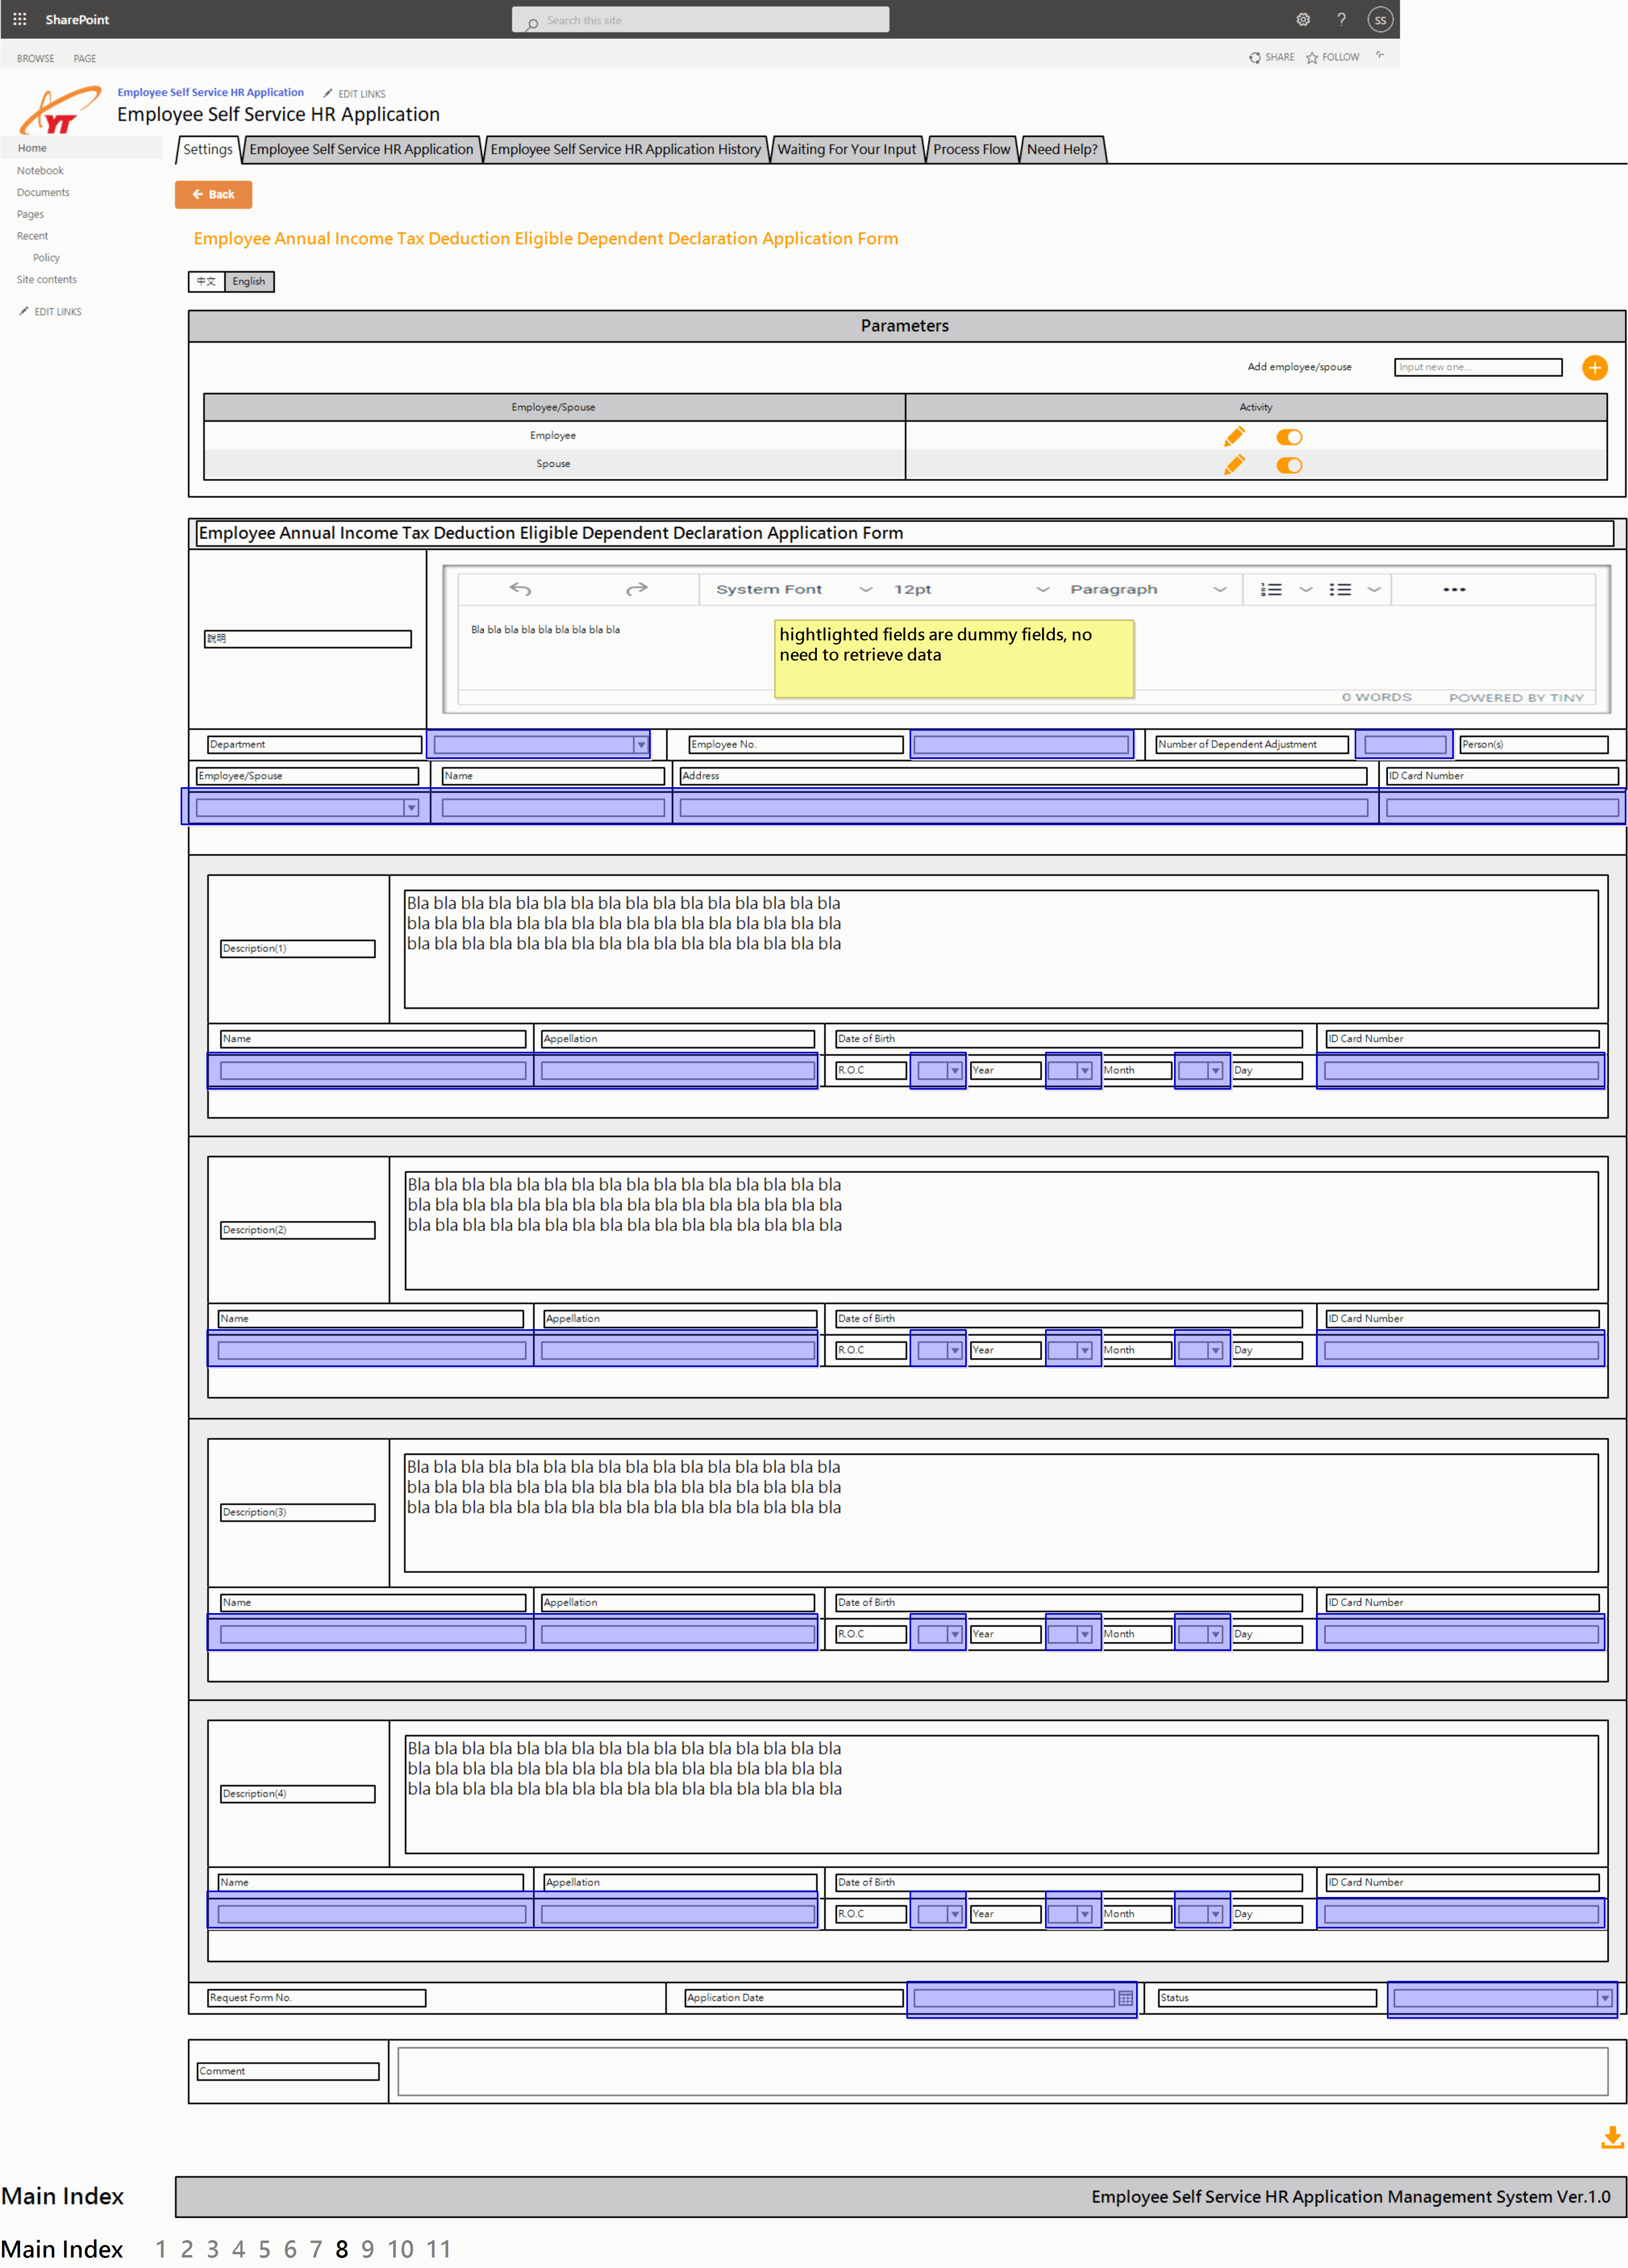 SharePoint
Search this site
?
SS
BROWSE PAGE
SHARE FOLLOW
YT
Employee Self Service HR Application EDIT LINKS
Employee Self Service HR Application
Home
Notebook
Documents
Pages
Recent
Policy
Site contents
EDIT LINKS
Settings Employee Self Service HR Application Employee Self Service HR Application History Waiting For Your Input Process Flow Need Help?
Back
Employee Annual Income Tax Deduction Eligible Dependent Declaration Application Form
中文 English
Parameters
Add employee/spouse Input new one...
Employee/Spouse Activity
Employee
Spouse
Employee Annual Income Tax Deduction Eligible Dependent Declaration Application Form
System Font 12pt Paragraph
說明
Bla bla bla bla bla bla bla bla bla
hightlighted fields are dummy fields, no
need to retrieve data
0 WORDS POWERED BY TINY
Department Employee No. Number of Dependent Adjustment Person(s)
Employee/Spouse Name Address ID Card Number
Description(1)
Bla bla bla bla bla bla bla bla bla bla bla bla bla bla bla bla
bla bla bla bla bla bla bla bla bla bla bla bla bla bla bla bla
bla bla bla bla bla bla bla bla bla bla bla bla bla bla bla bla
Name Appellation Date of Birth ID Card Number
R.O.C Year Month Day
Description(2)
Bla bla bla bla bla bla bla bla bla bla bla bla bla bla bla bla
bla bla bla bla bla bla bla bla bla bla bla bla bla bla bla bla
bla bla bla bla bla bla bla bla bla bla bla bla bla bla bla bla
Name Appellation Date of Birth ID Card Number
R.O.C Year Month Day
Description(3)
Bla bla bla bla bla bla bla bla bla bla bla bla bla bla bla bla
bla bla bla bla bla bla bla bla bla bla bla bla bla bla bla bla
bla bla bla bla bla bla bla bla bla bla bla bla bla bla bla bla
Name Appellation Date of Birth ID Card Number
R.O.C Year Month Day
Description(4)
Bla bla bla bla bla bla bla bla bla bla bla bla bla bla bla bla
bla bla bla bla bla bla bla bla bla bla bla bla bla bla bla bla
bla bla bla bla bla bla bla bla bla bla bla bla bla bla bla bla
Name Appellation Date of Birth ID Card Number
R.O.C Year Month Day
Request Form No. Application Date Status
Comment
Main Index Employee Self Service HR Application Management System Ver.1.0
Main Index 1 2 3 4 5 6 7 8 9 10 11